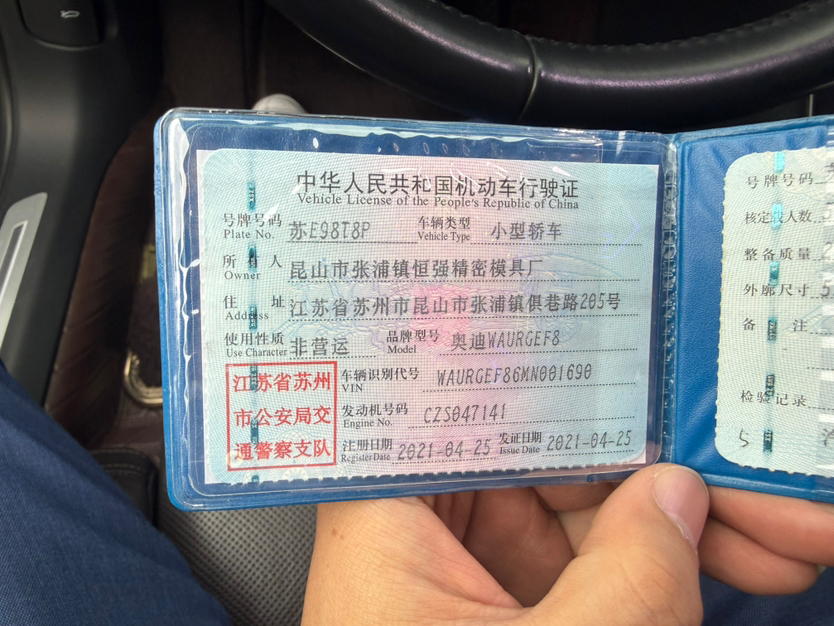 中华人民共和国机动车行驶证
Vehicle License of the People's Republic of China
号牌号码 苏E98T8P 车辆类型 小型轿车
Plate No. Vehicle Type
所有人 昆山市张浦镇恒强精密模具厂
Owner
住址 江苏省苏州市昆山市张浦镇俱巷路205号
Address
使用性质 非营运 品牌型号 奥迪WAURGEF8
Use Character Model
江苏省苏州
市公安局交
通警察支队
车辆识别代号 WAURGEF86MN001690
VIN
发动机号码 CZS047141
Engine No.
注册日期 2021-04-25 发证日期 2021-04-25
Register Date Issue Date
号牌号码
核定载人数
整备质量
外廓尺寸 5
备注
检验记录